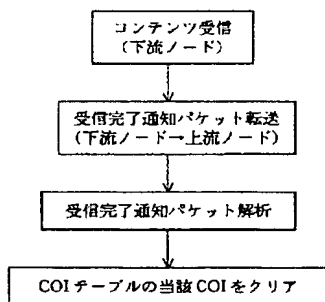 コンテンツ受信
(下流ノード)
受信完了通知パケット転送
(下流ノード→上流ノード)
受信完了通知パケット解析
COIテーブルの当該COIをクリア